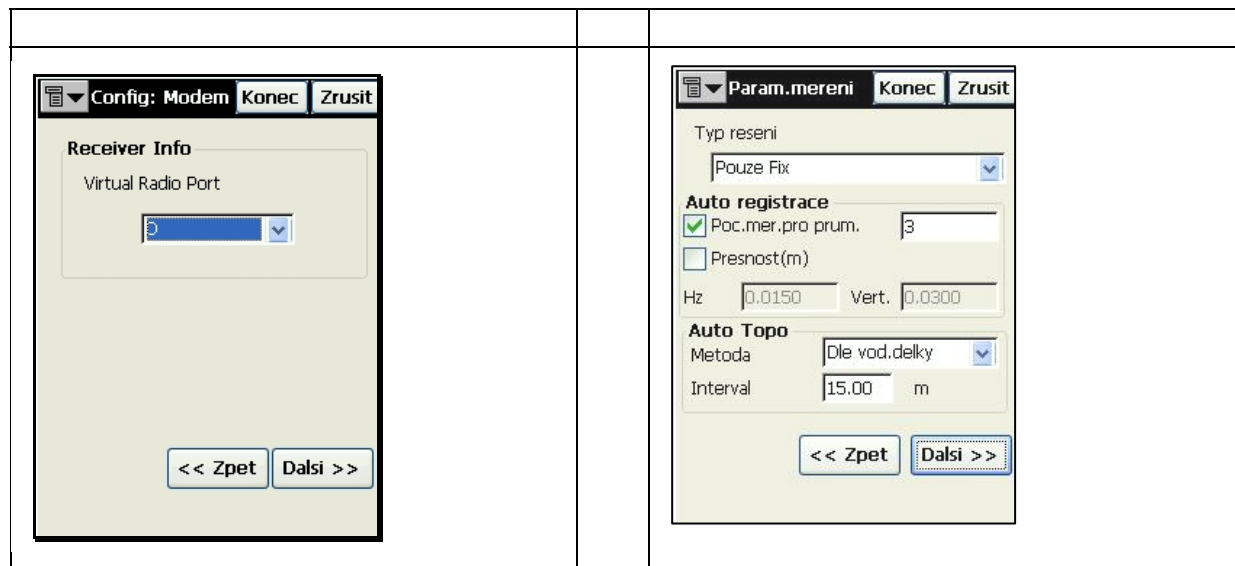 Config: Modem Konec Zrusit
Receiver Info
Virtual Radio Port
D
<< Zpet Dalsi >>
Param.mereni Konec Zrusit
Typ reseni
Pouze Fix
Auto registrace
Poc.mer.pro prum. 3
Presnost(m)
Hz 0.0150 Vert. 0.0300
Auto Topo
Metoda Dle vod.delky
Interval 15.00 m
<< Zpet Dalsi >>